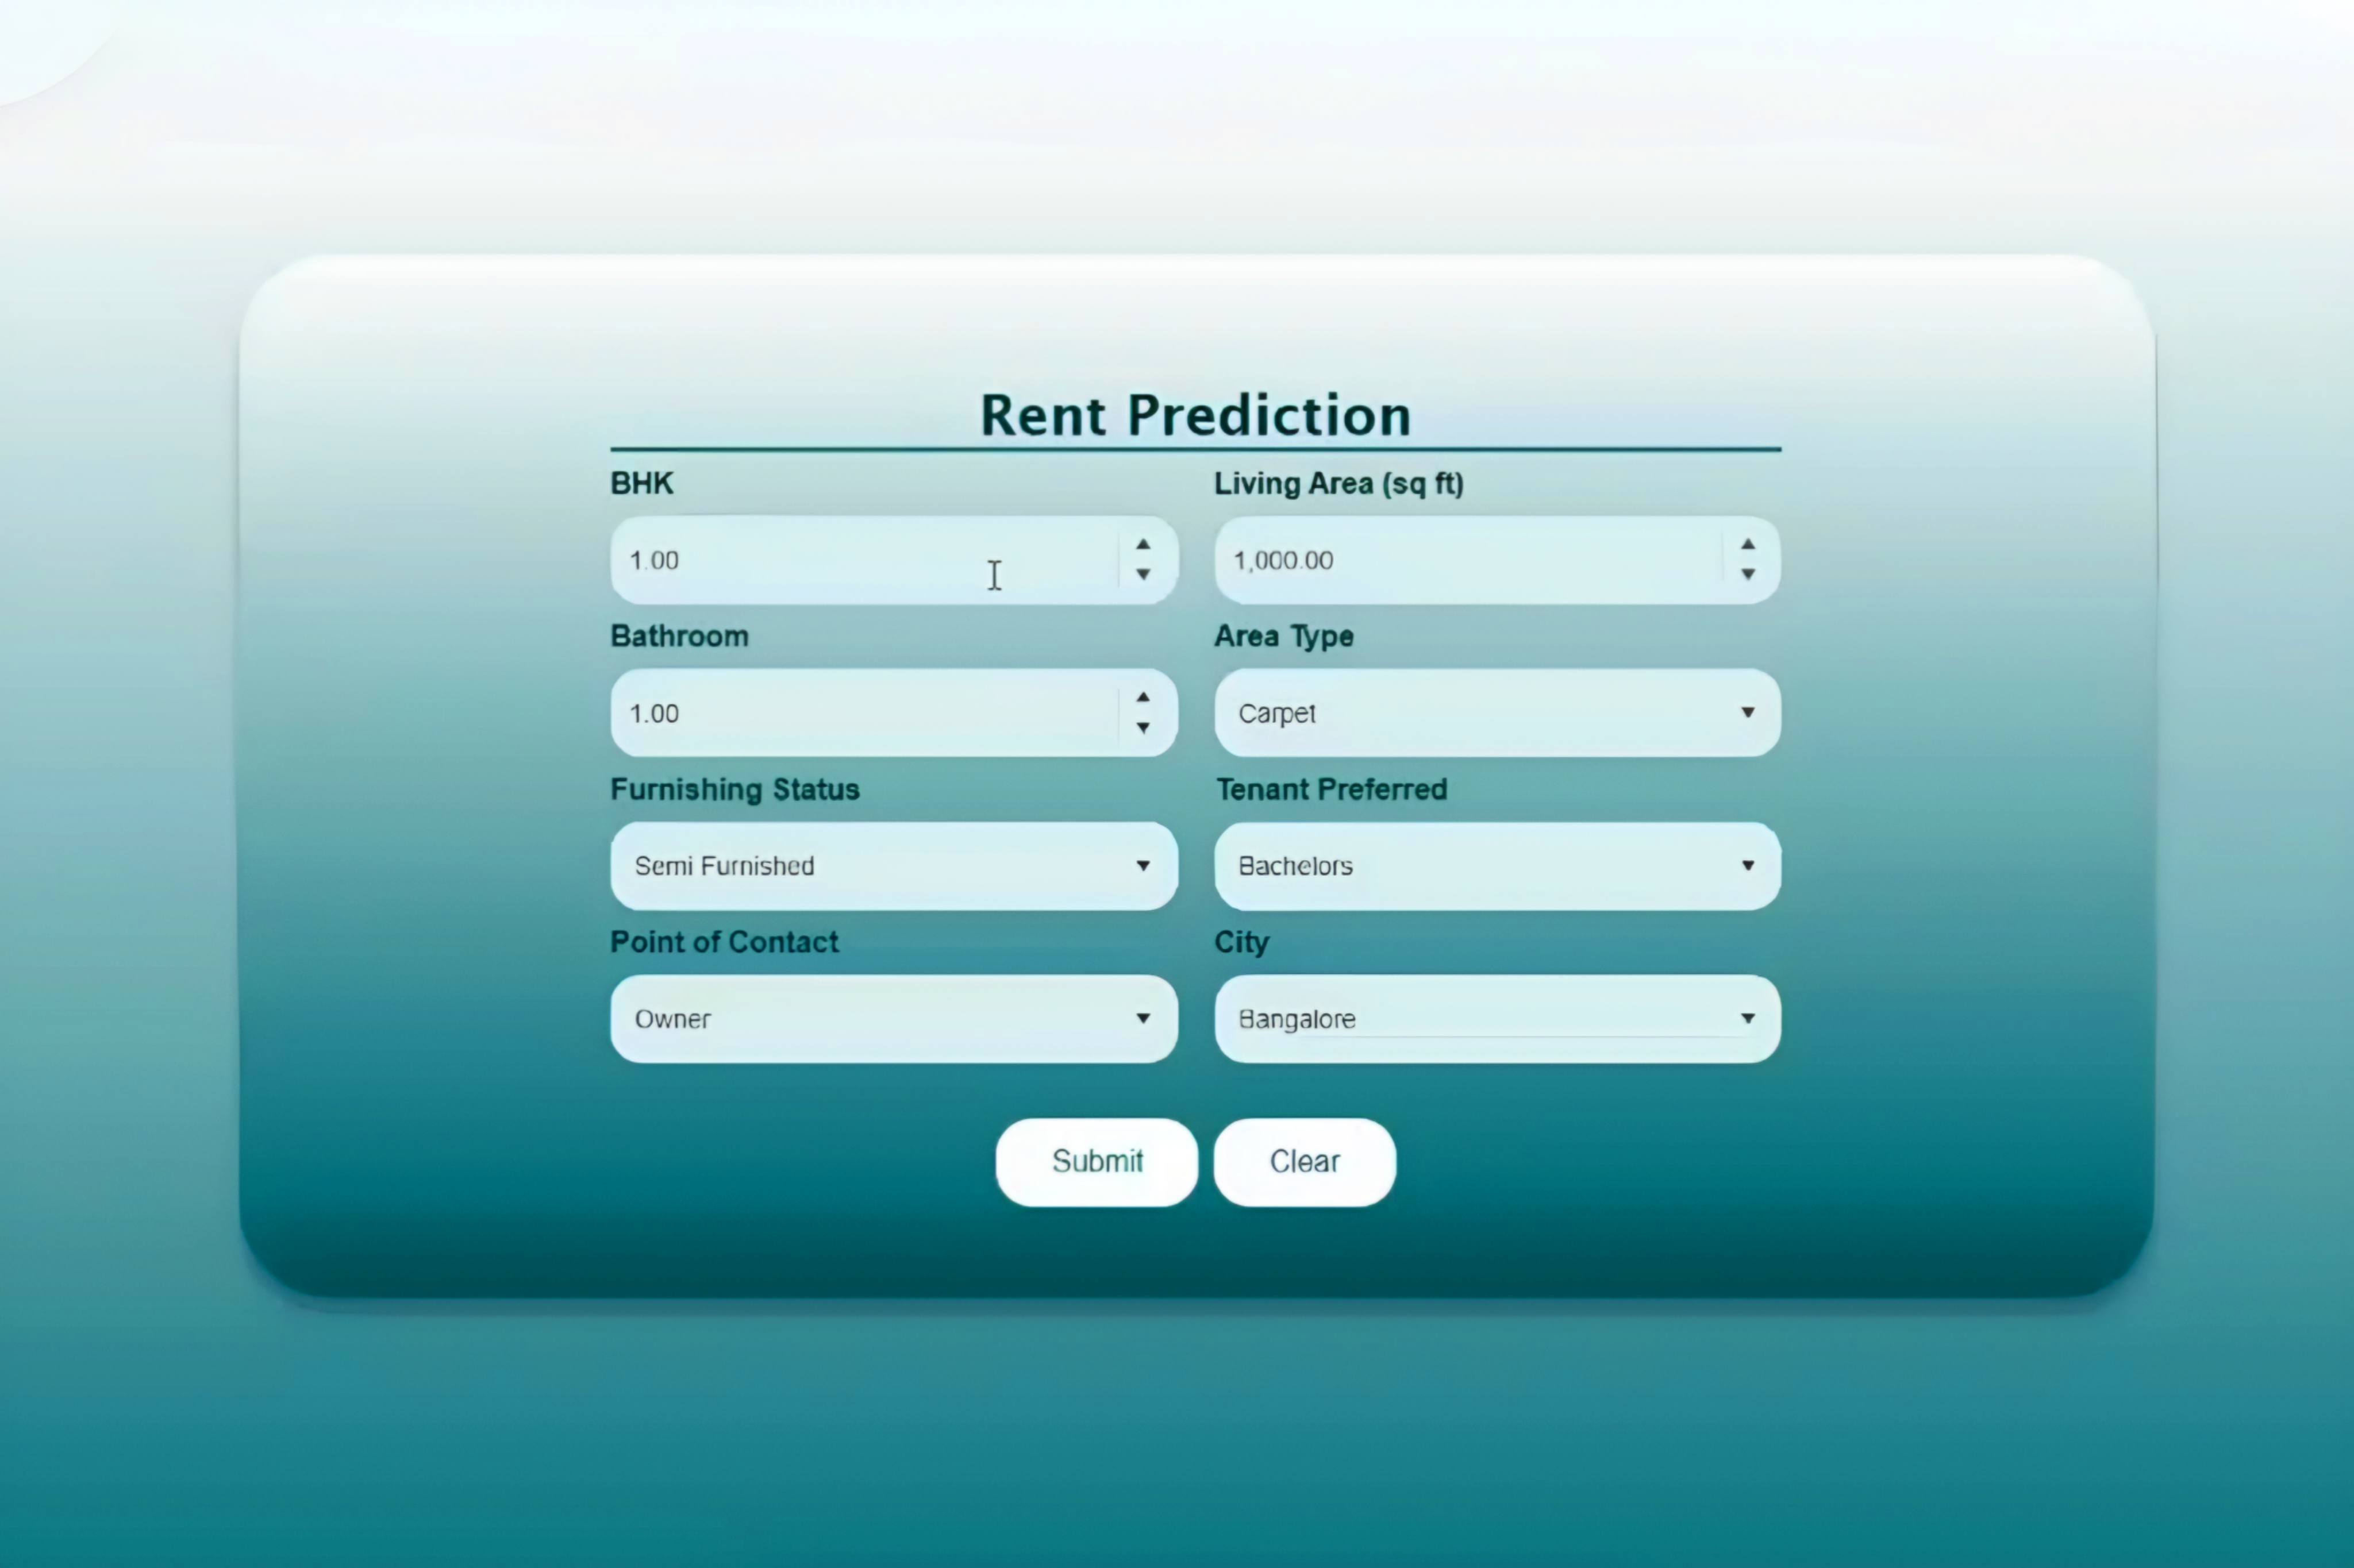 Rent Prediction
BHK
Living Area (sq ft)
1.00
1,000.00
Bathroom
Area Type
1.00
Carpet
Furnishing Status
Tenant Preferred
Semi Furnished
Bachelors
Point of Contact
City
Owner
Bangalore
Submit
Clear